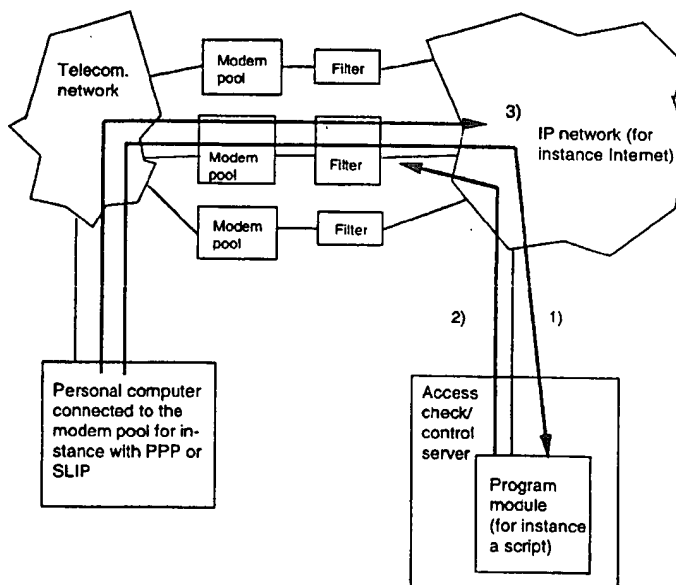 Telecom.
network
Modem
pool
Filter
Modem
pool
Filter
Modem
pool
Filter
3)
IP network (for
instance Internet)
2)
1)
Personal computer
connected to the
modem pool for in-
stance with PPP or
SLIP
Access
check/
control
server
Program
module
(for instance
a script)